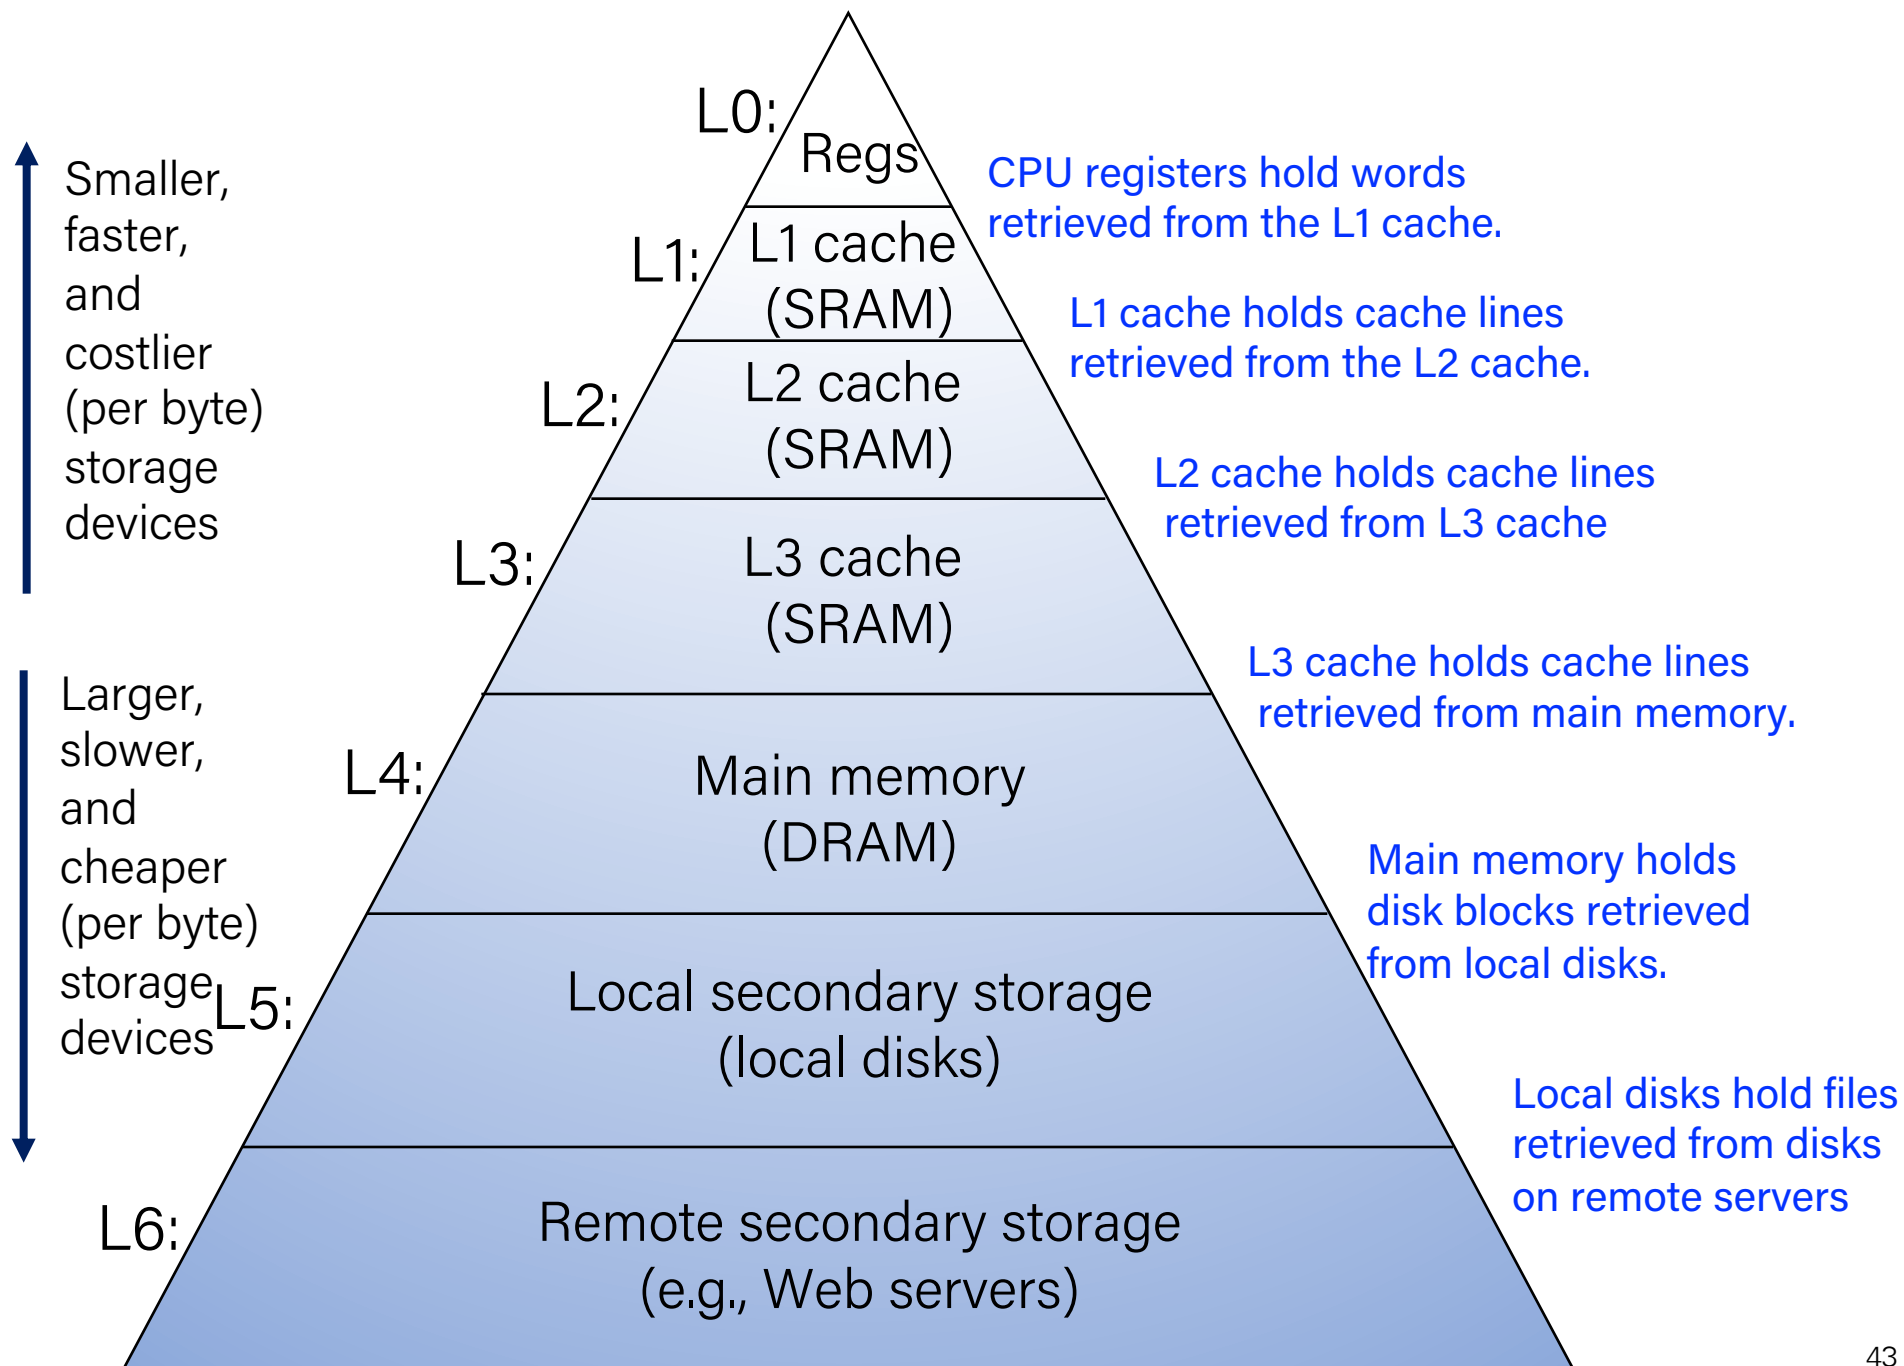 L0:
Regs
CPU registers hold words
retrieved from the L1 cache.
Smaller,
faster,
and
costlier
(per byte)
storage
devices
L1:
L1 cache
(SRAM)
L1 cache holds cache lines
retrieved from the L2 cache.
L2:
L2 cache
(SRAM)
L2 cache holds cache lines
retrieved from L3 cache
L3:
L3 cache
(SRAM)
L3 cache holds cache lines
retrieved from main memory.
Larger,
slower,
and
cheaper
(per byte)
storage
devices
L4:
Main memory
(DRAM)
Main memory holds
disk blocks retrieved
from local disks.
L5:
Local secondary storage
(local disks)
Local disks hold files
retrieved from disks
on remote servers
L6:
Remote secondary storage
(e.g., Web servers)
43